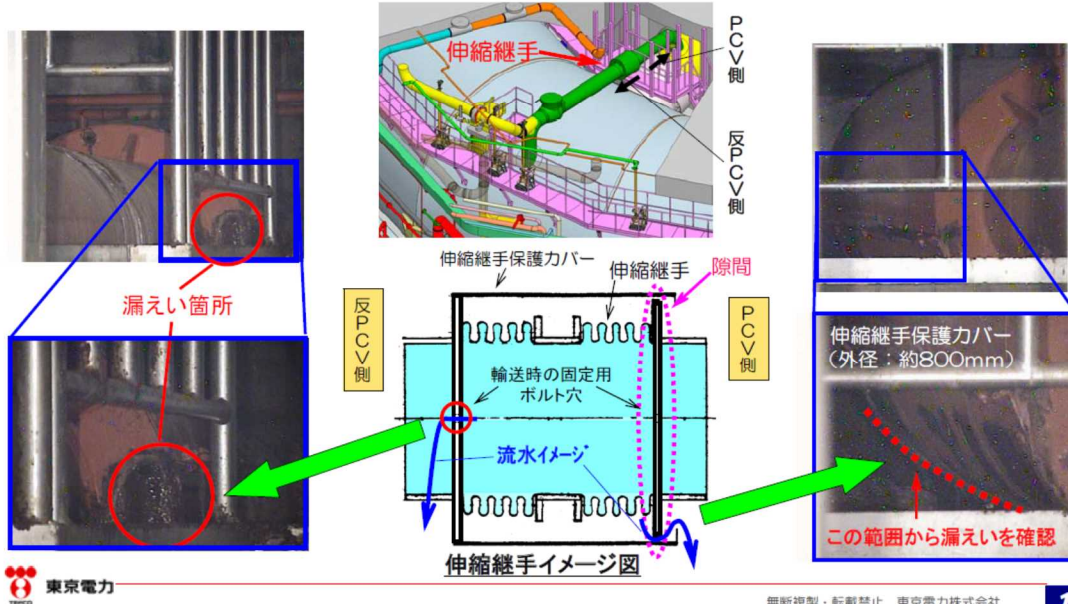 伸縮継手
PCV側
反PCV側
漏えい箇所
伸縮継手保護カバー
伸縮継手
隙間
反PCV側
PCV側
輸送時の固定用
ボルト穴
流水イメージ
伸縮継手イメージ図
伸縮継手保護カバー
（外径：約800mm）
この範囲から漏えいを確認
東京電力
無断複製・転載禁止 東京電力株式会社